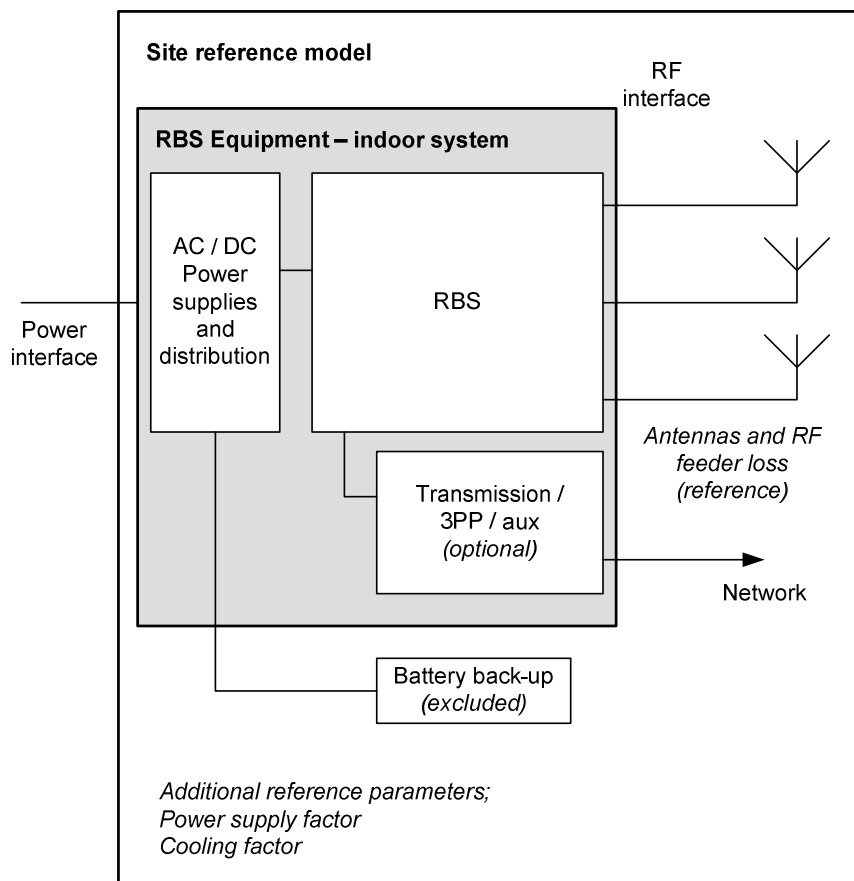 Site reference model
RF
interface
RBS Equipment – indoor system
AC / DC
Power
supplies
and
distribution
RBS
Power
interface
Antennas and RF
feeder loss
(reference)
Transmission /
3PP / aux
(optional)
Network
Battery back-up
(excluded)
Additional reference parameters;
Power supply factor
Cooling factor